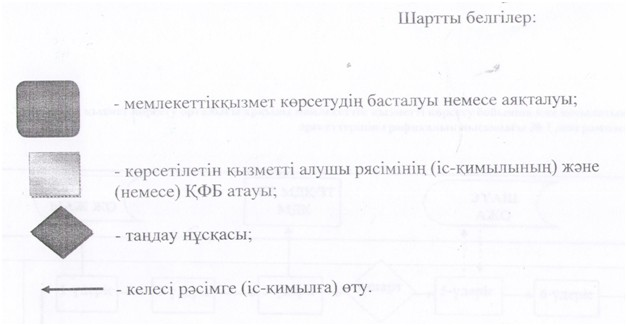 Шартты белгілер:
- мемлекеттікқызмет көрсетудің басталуы немесе аяқталуы;
- көрсетілетін қызметті алушы рясімінің (іс-қимылының) және
(немесе) ҚФБ атауы;
- таңдау нұсқасы;
- келесі рәсімге (іс-қимылға) өту.